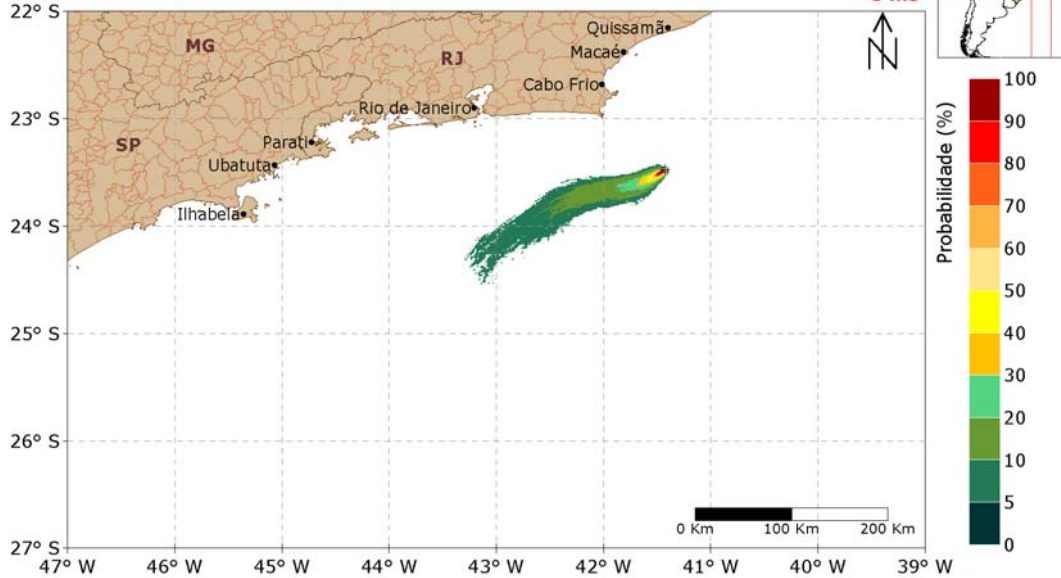 22° S
MG
RJ
Quissamã
Macaé
N
Cabo Frio
23° S
Rio de Janeiro
SP
Parati
Ubatuta
Ilhabela
24° S
25° S
26° S
27° S
0 Km 100 Km 200 Km
47° W 46° W 45° W 44° W 43° W 42° W 41° W 40° W 39° W
Probabilidade (%)
100
90
80
70
60
50
40
30
20
10
5
0